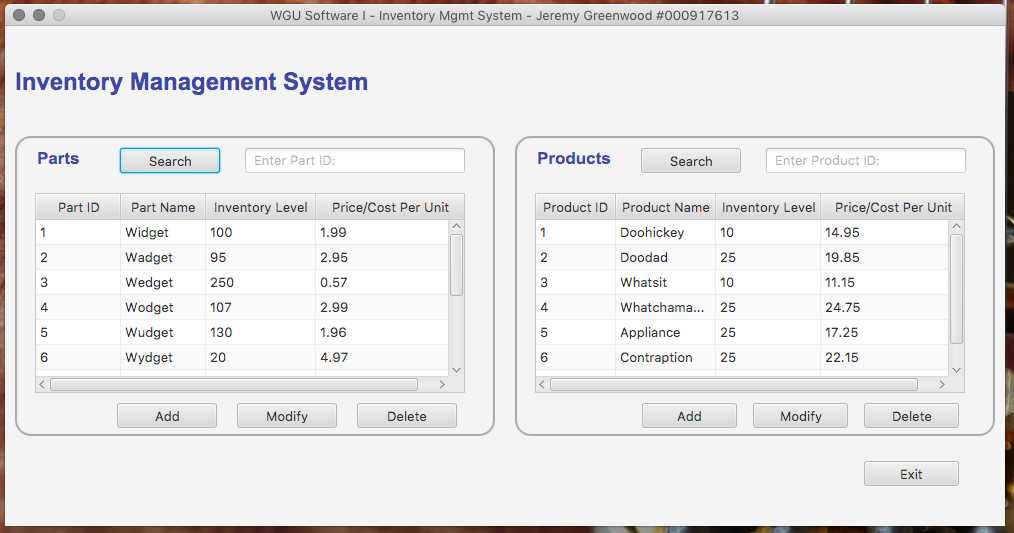 WGU Software I - Inventory Mgmt System - Jeremy Greenwood #000917613
Inventory Management System
Parts Search Enter Part ID:
Part ID Part Name Inventory Level Price/Cost Per Unit
1 Widget 100 1.99
2 Wadget 95 2.95
3 Wedget 250 0.57
4 Wodget 107 2.99
5 Wudget 130 1.96
6 Wydget 20 4.97
Add Modify Delete
Products Search Enter Product ID:
Product ID Product Name Inventory Level Price/Cost Per Unit
1 Doohickey 10 14.95
2 Doodad 25 19.85
3 Whatsit 10 11.15
4 Whatchama... 25 24.75
5 Appliance 25 17.25
6 Contraption 25 22.15
Add Modify Delete
Exit